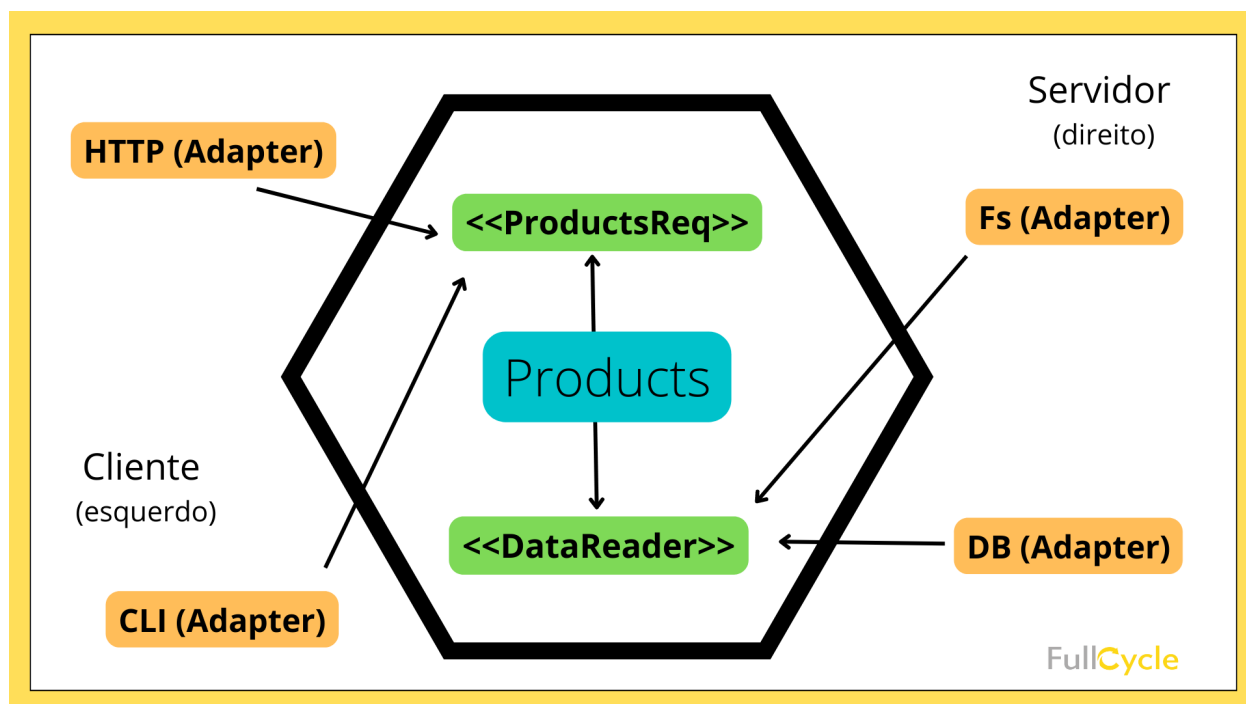 Servidor
(direito)
HTTP (Adapter)
<<ProductsReq>>
Fs (Adapter)
Products
Cliente
(esquerdo)
<<DataReader>>
DB (Adapter)
CLI (Adapter)
FullCycle